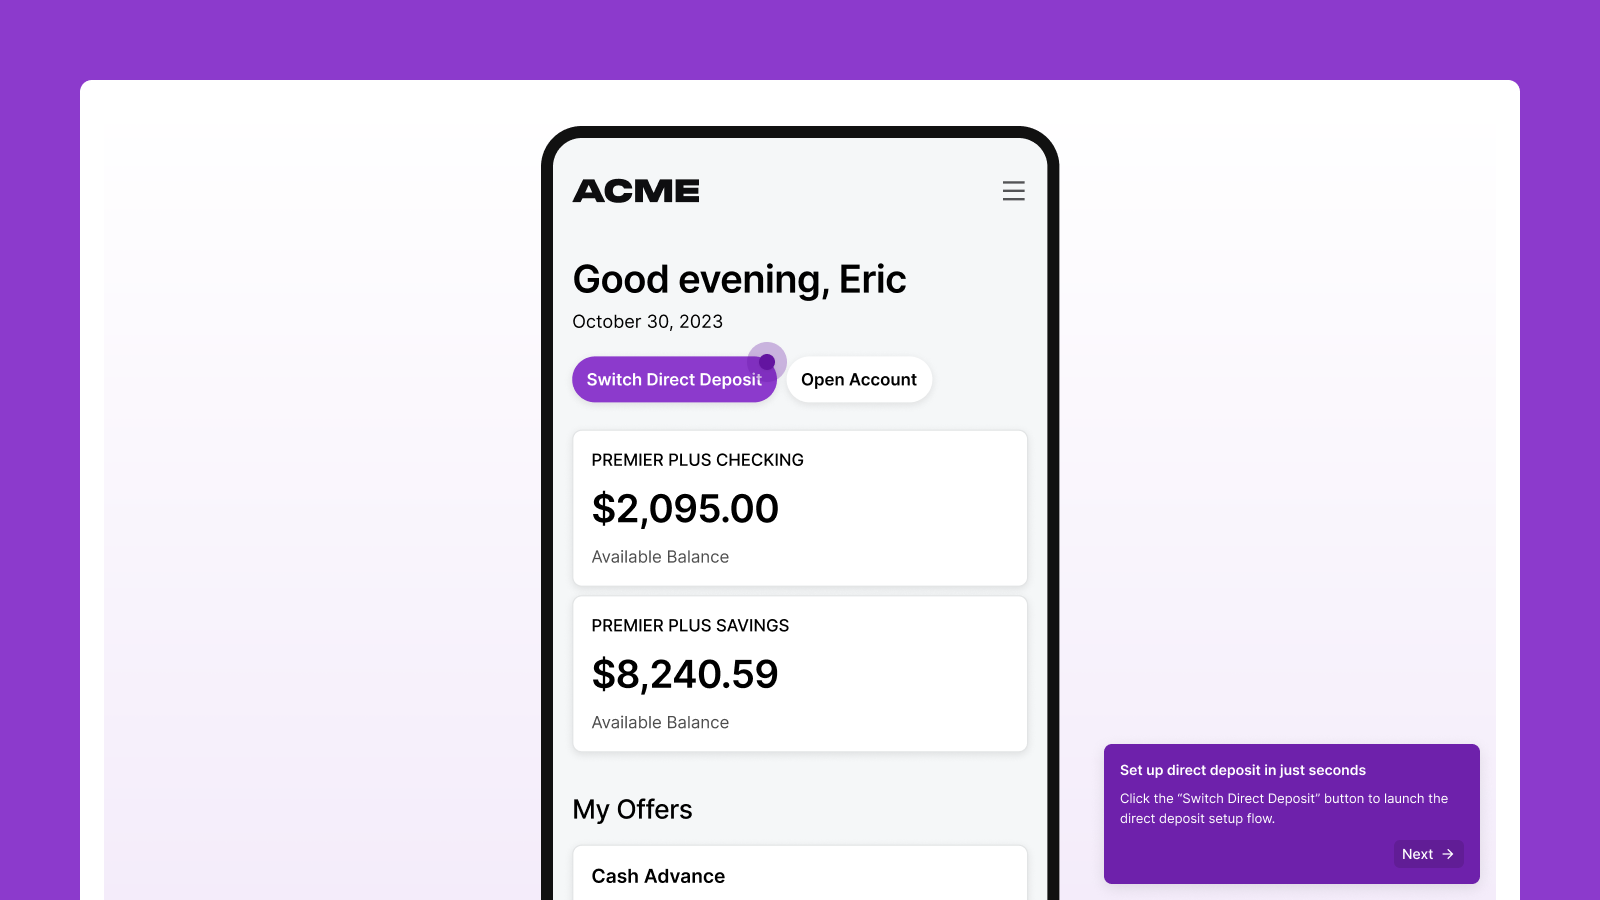 ACME
Good evening, Eric
October 30, 2023
Switch Direct Deposit
Open Account
PREMIER PLUS CHECKING
$2,095.00
Available Balance
PREMIER PLUS SAVINGS
$8,240.59
Available Balance
My Offers
Cash Advance
Set up direct deposit in just seconds
Click the “Switch Direct Deposit” button to launch the
direct deposit setup flow.
Next →